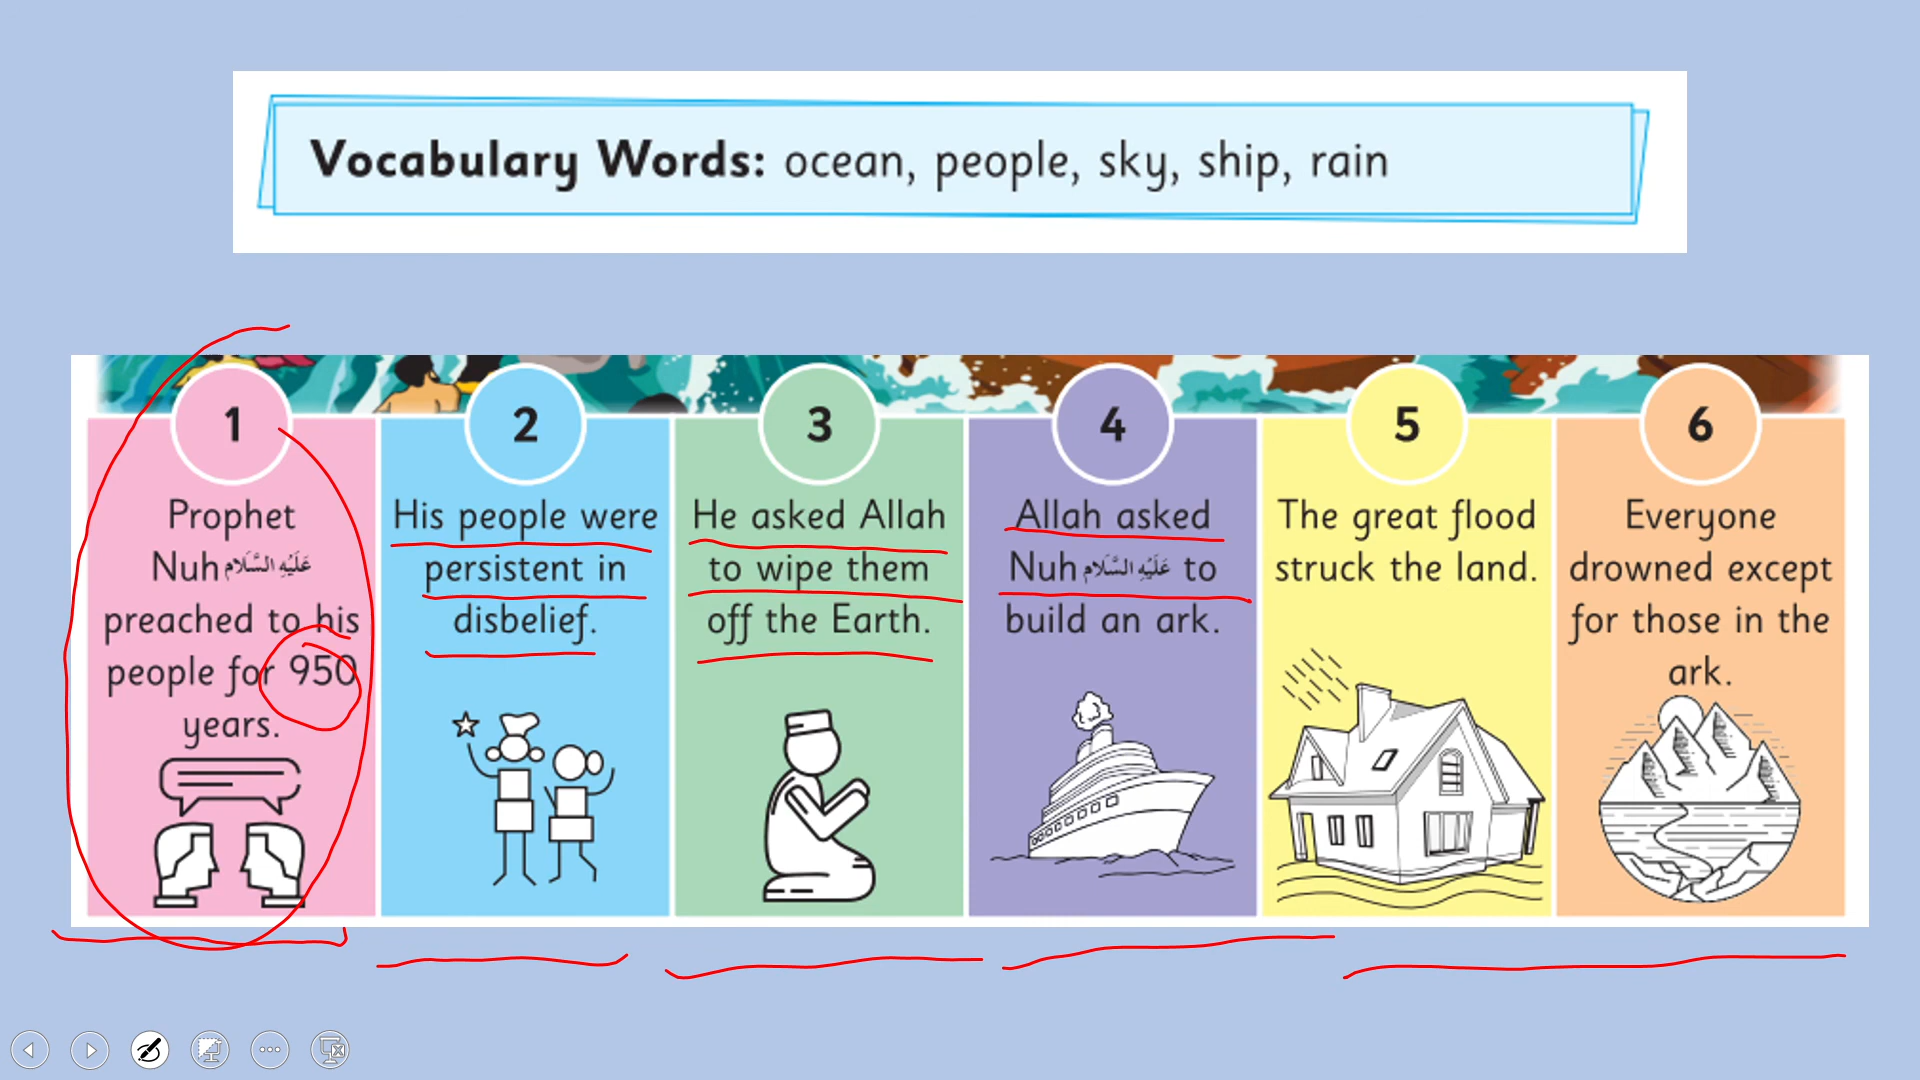 Vocabulary Words: ocean, people, sky, ship, rain
1
Prophet
Nuh عَلَيْهِ السَّلَام
preached to his
people for 950
years.
2
His people were
persistent in
disbelief.
3
He asked Allah
to wipe them
off the Earth.
4
Allah asked
Nuh عَلَيْهِ السَّلَام to
build an ark.
5
The great flood
struck the land.
6
Everyone
drowned except
for those in the
ark.